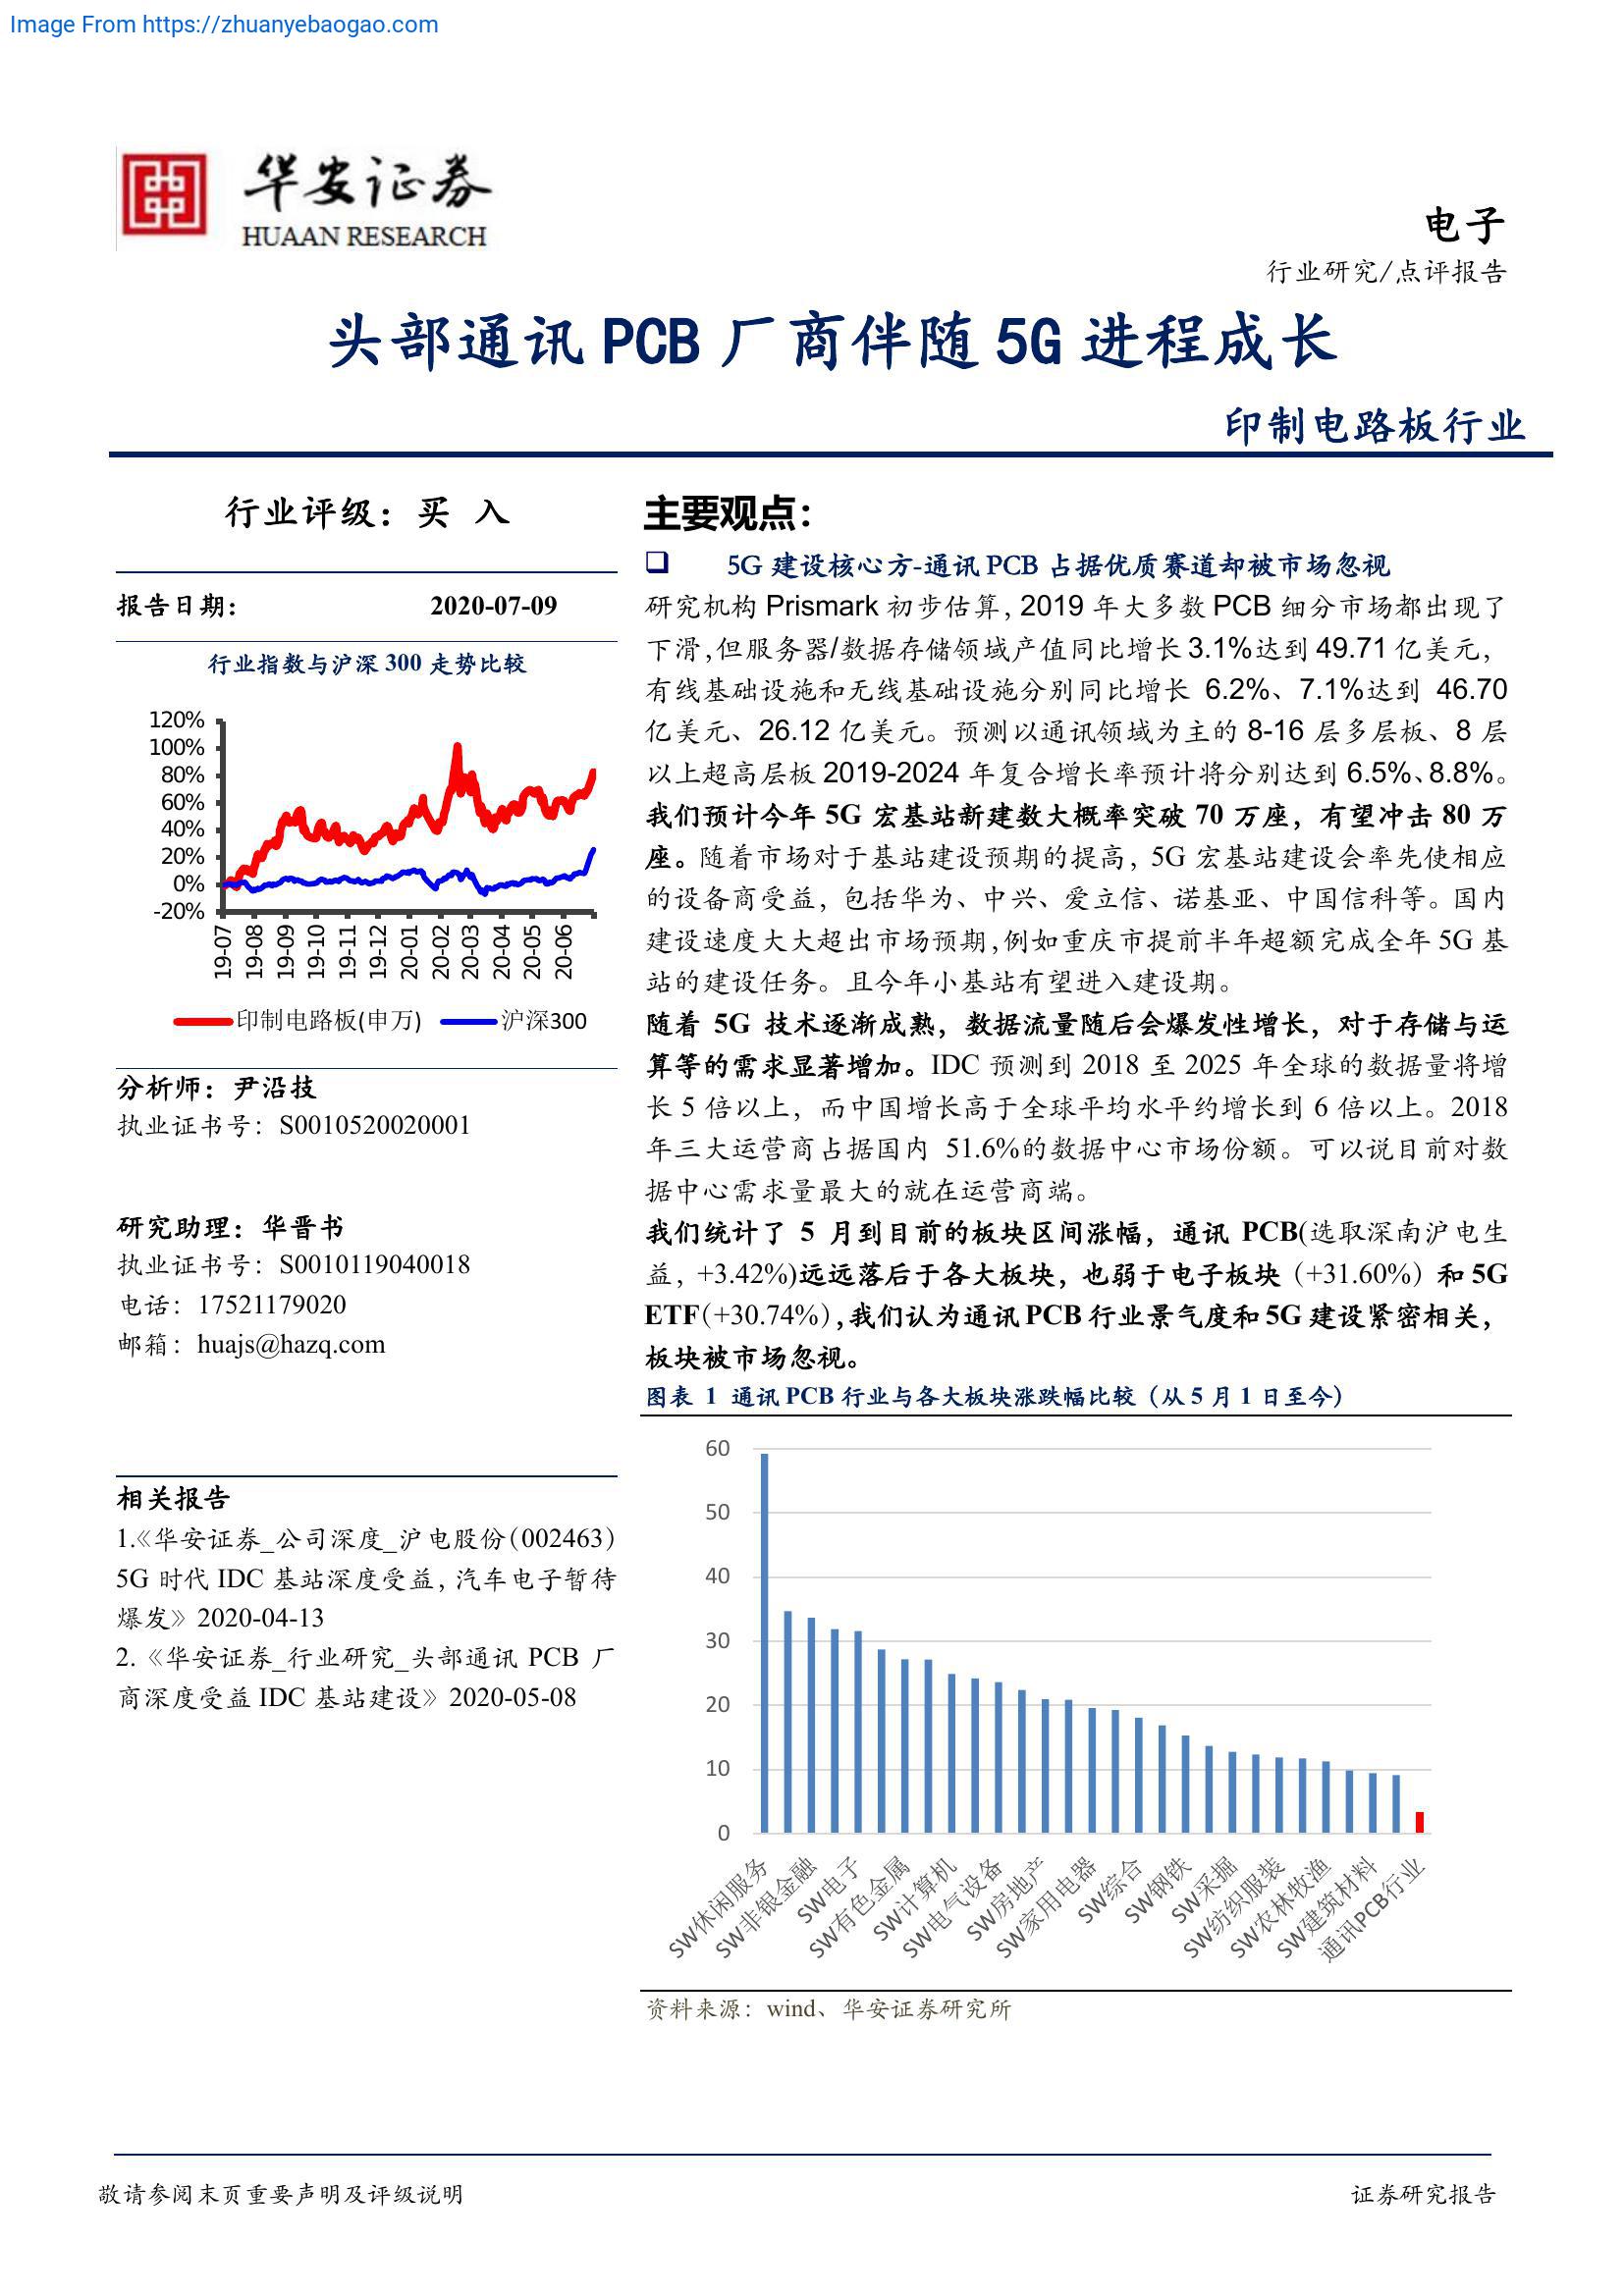 Image From https://zhuanyebaogao.com
华安证券
HUAAN RESEARCH
电子
行业研究/点评报告
头部通讯 PCB 厂商伴随 5G 进程成长
印制电路板行业
行业评级：买 入
报告日期： 2020-07-09
行业指数与沪深 300 走势比较
120%
100%
80%
60%
40%
20%
0%
-20%
19-07
19-08
19-09
19-10
19-11
19-12
20-01
20-02
20-03
20-04
20-05
20-06
印制电路板(申万) 沪深300
分析师：尹沿技
执业证书号：S0010520020001
研究助理：华晋书
执业证书号：S0010119040018
电话：17521179020
邮箱：huajs@hazq.com
相关报告
1.《华安证券_公司深度_沪电股份(002463)
5G 时代 IDC 基站深度受益，汽车电子暂待
爆发》2020-04-13
2.《华安证券_行业研究_头部通讯 PCB 厂
商深度受益 IDC 基站建设》2020-05-08
主要观点：
❑ 5G 建设核心方-通讯 PCB 占据优质赛道却被市场忽视
研究机构 Prismark 初步估算，2019 年大多数 PCB 细分市场都出现了
下滑，但服务器/数据存储领域产值同比增长 3.1%达到 49.71 亿美元，
有线基础设施和无线基础设施分别同比增长 6.2%、7.1%达到 46.70
亿美元、26.12 亿美元。预测以通讯领域为主的 8-16 层多层板、8 层
以上超高层板 2019-2024 年复合增长率预计将分别达到 6.5%、8.8%。
我们预计今年 5G 宏基站新建数大概率突破 70 万座，有望冲击 80 万
座。随着市场对于基站建设预期的提高，5G 宏基站建设会率先使相应
的设备商受益，包括华为、中兴、爱立信、诺基亚、中国信科等。国内
建设速度大大超出市场预期，例如重庆市提前半年超额完成全年 5G 基
站的建设任务。且今年小基站有望进入建设期。
随着 5G 技术逐渐成熟，数据流量随后会爆发性增长，对于存储与运
算等的需求显著增加。IDC 预测到 2018 至 2025 年全球的数据量将增
长 5 倍以上，而中国增长高于全球平均水平约增长到 6 倍以上。2018
年三大运营商占据国内 51.6%的数据中心市场份额。可以说目前对数
据中心需求量最大的就在运营商端。
我们统计了 5 月到目前的板块区间涨幅，通讯 PCB(选取深南沪电生
益，+3.42%)远远落后于各大板块，也弱于电子板块（+31.60%）和 5G
ETF(+30.74%)，我们认为通讯 PCB 行业景气度和 5G 建设紧密相关，
板块被市场忽视。
图表 1 通讯 PCB 行业与各大板块涨跌幅比较（从 5 月 1 日至今）
60
50
40
30
20
10
0
SW休闲服务
SW非银金融
SW电子
SW有色金属
SW计算机
SW电气设备
SW房地产
SW家用电器
SW综合
SW钢铁
SW采掘
SW纺织服装
SW农林牧渔
SW建筑材料
通讯PCB行业
资料来源：wind、华安证券研究所
敬请参阅末页重要声明及评级说明
证券研究报告